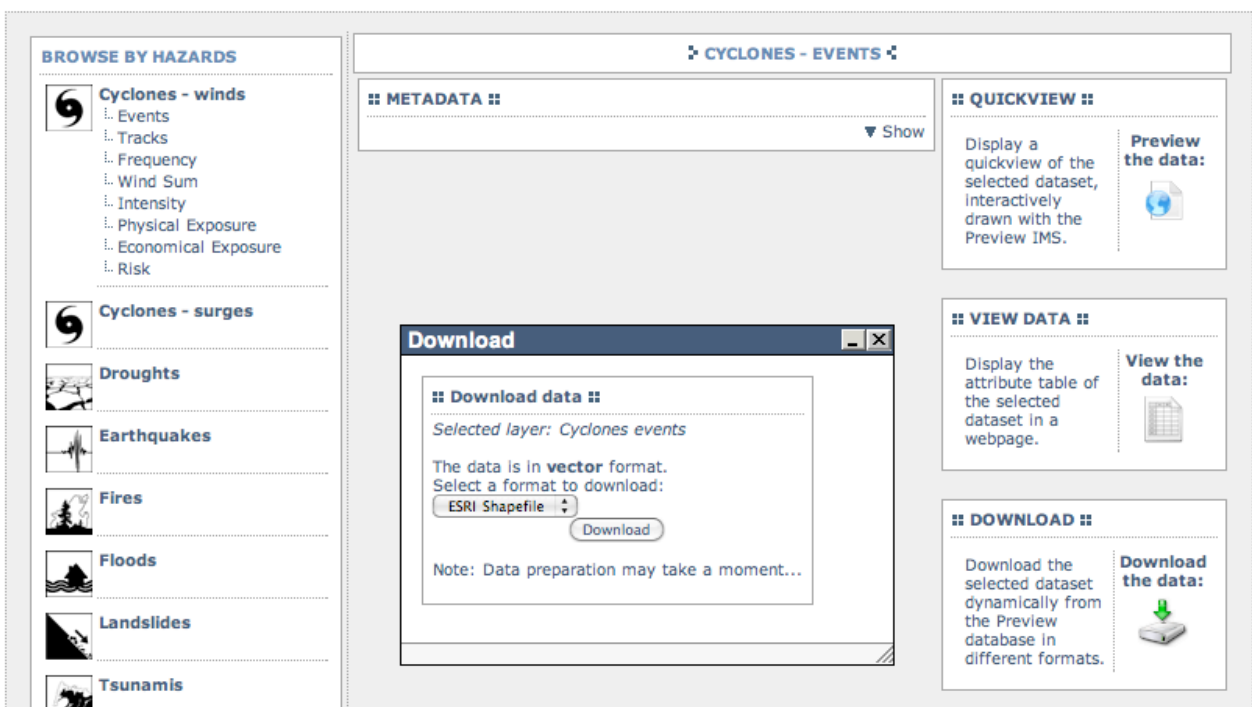 BROWSE BY HAZARDS
Cyclones - winds
Events
Tracks
Frequency
Wind Sum
Intensity
Physical Exposure
Economical Exposure
Risk
Cyclones - surges
Droughts
Earthquakes
Fires
Floods
Landslides
Tsunamis
CYCLONES - EVENTS
:: METADATA ::
▼ Show
Download
:: Download data ::
Selected layer: Cyclones events
The data is in vector format.
Select a format to download:
ESRI Shapefile
Download
Note: Data preparation may take a moment...
:: QUICKVIEW ::
Display a
quickview of the
selected dataset,
interactively
drawn with the
Preview IMS.
Preview
the data:
:: VIEW DATA ::
Display the
attribute table of
the selected
dataset in a
webpage.
View the
data:
:: DOWNLOAD ::
Download the
selected dataset
dynamically from
the Preview
database in
different formats.
Download
the data: